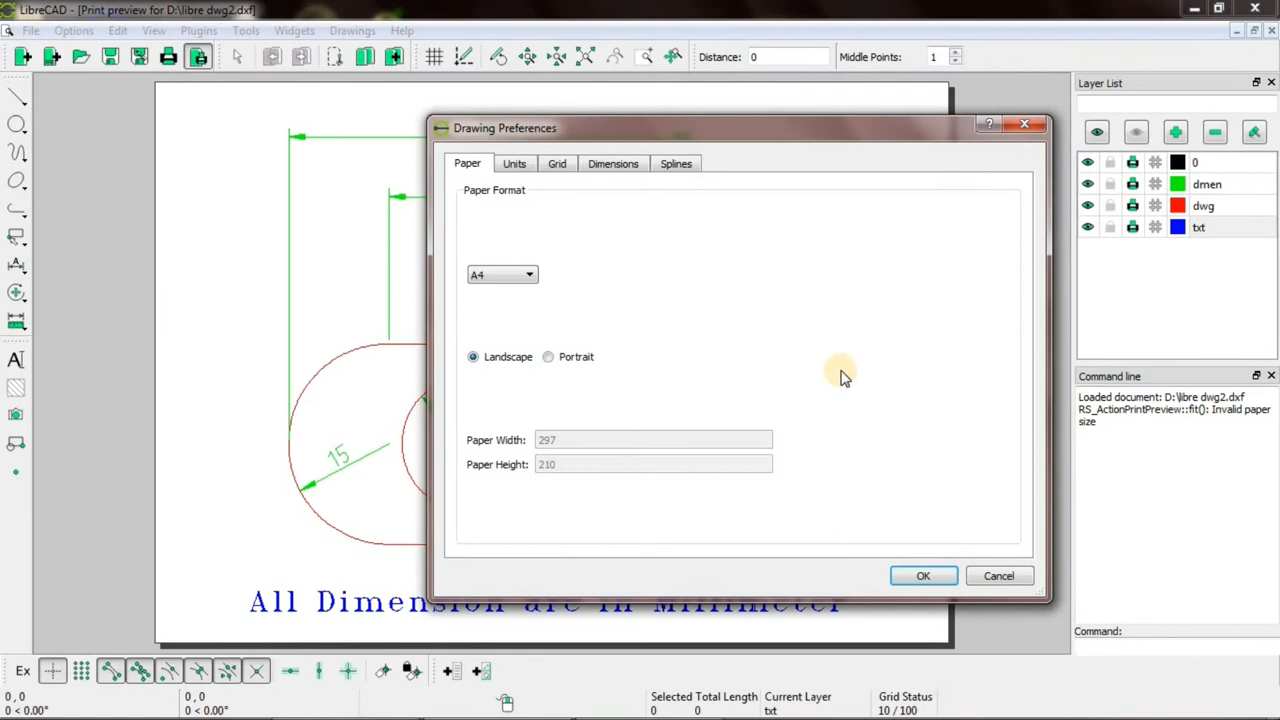 LibreCAD - [Print preview for D:\libre dwg2.dxf]
File Options Edit View Plugins Tools Widgets Drawings Help
Distance: 0 Middle Points: 1
Layer List
0
dmen
dwg
txt
Drawing Preferences
Paper Units Grid Dimensions Splines
Paper Format
A4
Landscape Portrait
Paper Width: 297
Paper Height: 210
OK Cancel
15
All Dimension are in Millimeter
Command line
Loaded document: D:\libre dwg2.dxf
RS_ActionPrintPreview::fit(): Invalid paper
size
Command:
Ex
0 , 0 0 , 0 Selected Total Length Current Layer Grid Status
0 < 0.00° 0 < 0.00° 0 0 txt 10 / 100